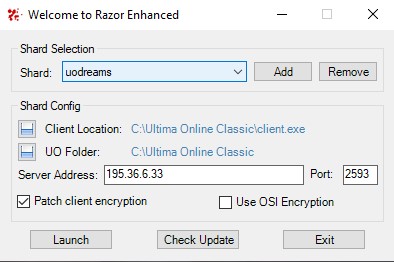 Welcome to Razor Enhanced
Shard Selection
Shard: uodreams Add Remove
Shard Config
Client Location: C:\Ultima Online Classic\client.exe
UO Folder: C:\Ultima Online Classic
Server Address: 195.36.6.33 Port: 2593
Patch client encryption Use OSI Encryption
Launch Check Update Exit